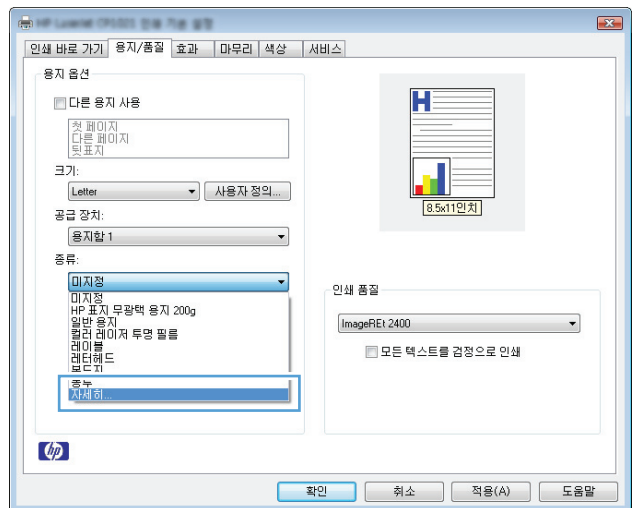 인쇄 바로 가기 용지/품질 효과 마무리 색상 서비스
용지 옵션
다른 용지 사용
첫 페이지
다른 페이지
뒷표지
크기:
Letter 사용자 정의...
공급 장치:
용지함 1
종류:
미지정
미지정
HP 표지 무광택 용지 200g
일반 용지
컬러 레이저 투명 필름
레이블
레터헤드
본드지
봉투
자세히...
H
8.5x11인치
인쇄 품질
ImageREt 2400
모든 텍스트를 검정으로 인쇄
hp
확인 취소 적용(A) 도움말